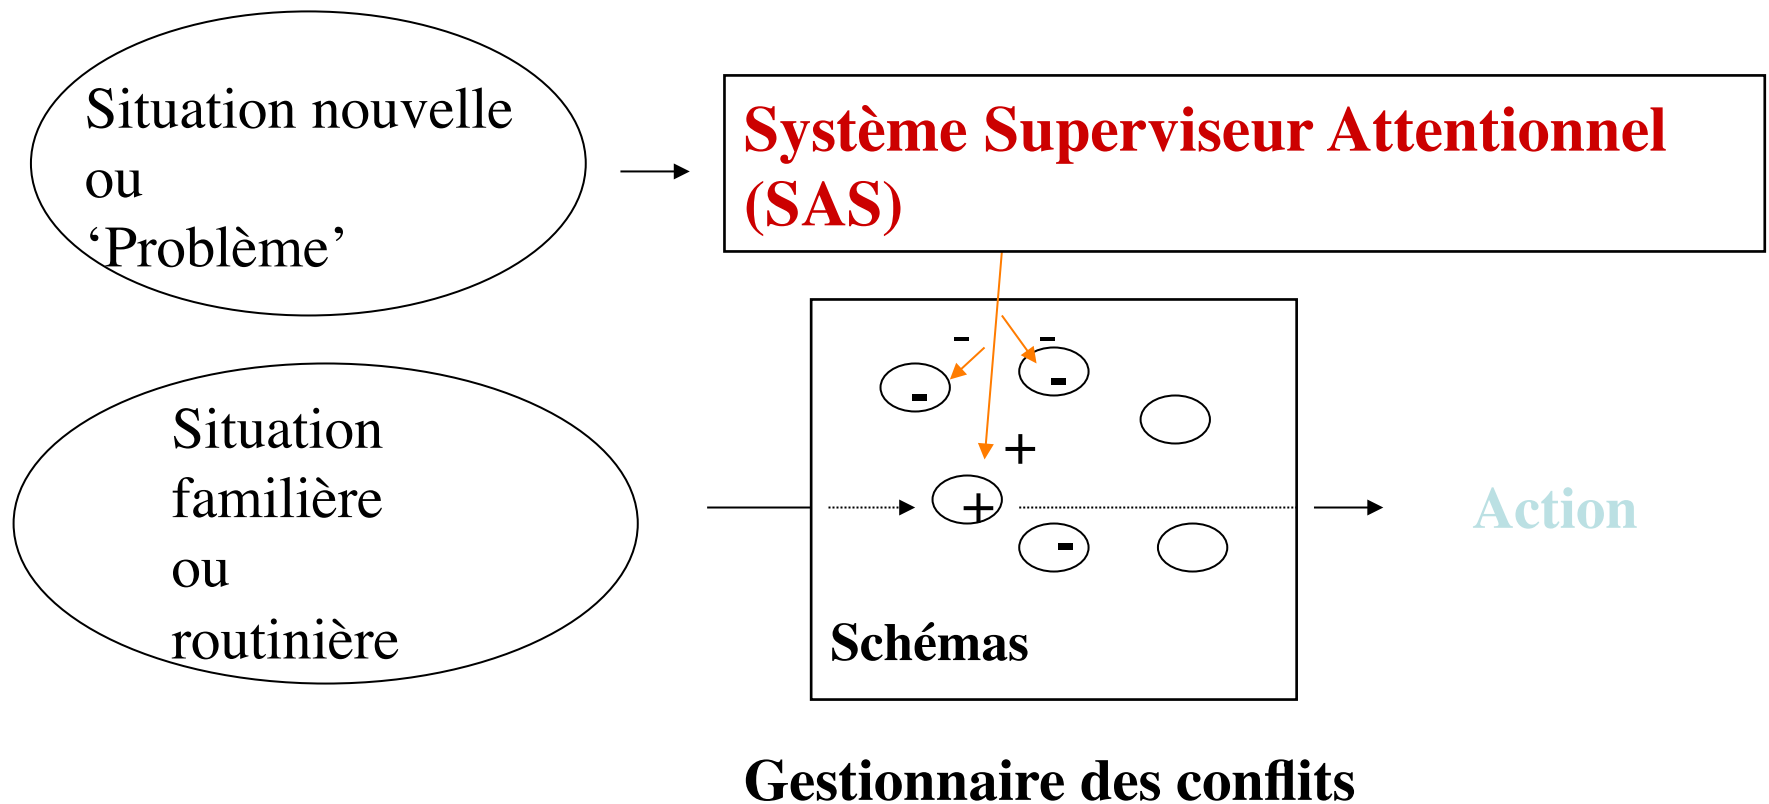 Situation nouvelle
ou
‘Problème’
Système Superviseur Attentionnel
(SAS)
Situation
familière
ou
routinière
- -
- -
+
+
-
Action
Schémas
Gestionnaire des conflits